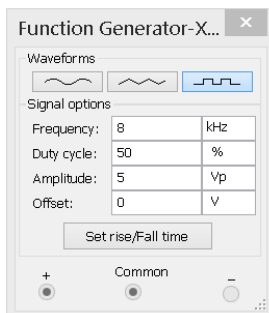 Function Generator-X...
Waveforms
Signal options
Frequency: 8 kHz
Duty cycle: 50 %
Amplitude: 5 Vp
Offset: 0 V
Set rise/Fall time
+ Common –